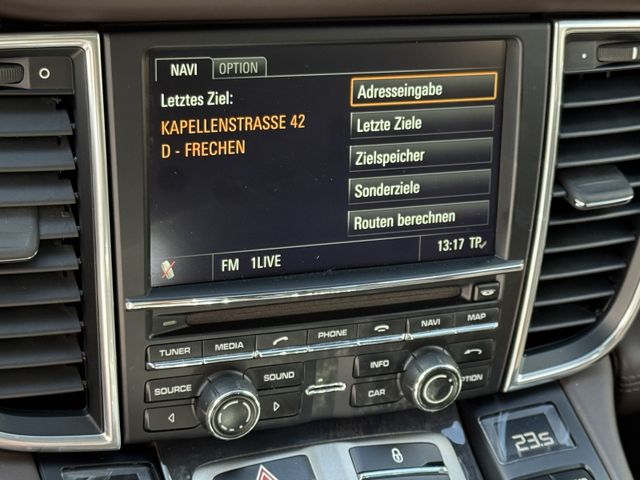 NAVI OPTION
Letztes Ziel:
KAPELLENSTRASSE 42
D - FRECHEN
Adresseingabe
Letzte Ziele
Zielspeicher
Sonderziele
Routen berechnen
FM 1LIVE
13:17 TP
TUNER MEDIA PHONE NAVI MAP
SOURCE SOUND INFO
CAR OPTION
23.5